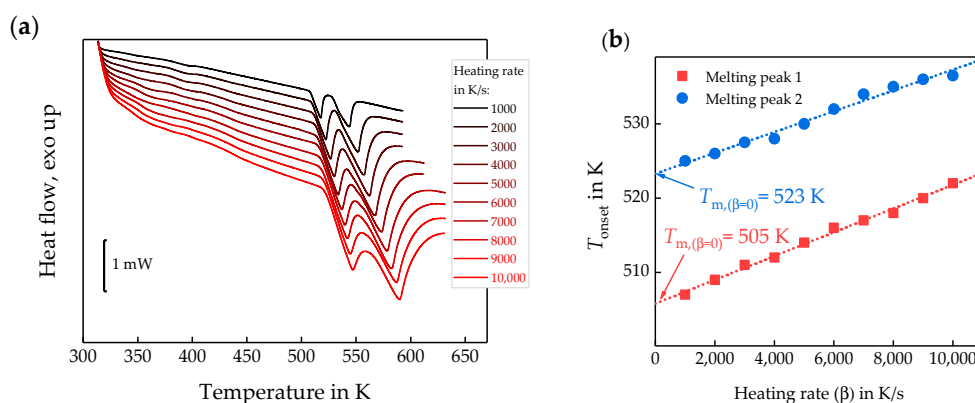 (a)
Heat flow, exo up
1 mW
Heating rate
in K/s:
1000
2000
3000
4000
5000
6000
7000
8000
9000
10,000
300 350 400 450 500 550 600 650
Temperature in K
(b)
Tonset in K
530
520
510
Melting peak 1
Melting peak 2
Tm,(β=0) = 523 K
Tm,(β=0) = 505 K
0 2,000 4,000 6,000 8,000 10,000
Heating rate (β) in K/s